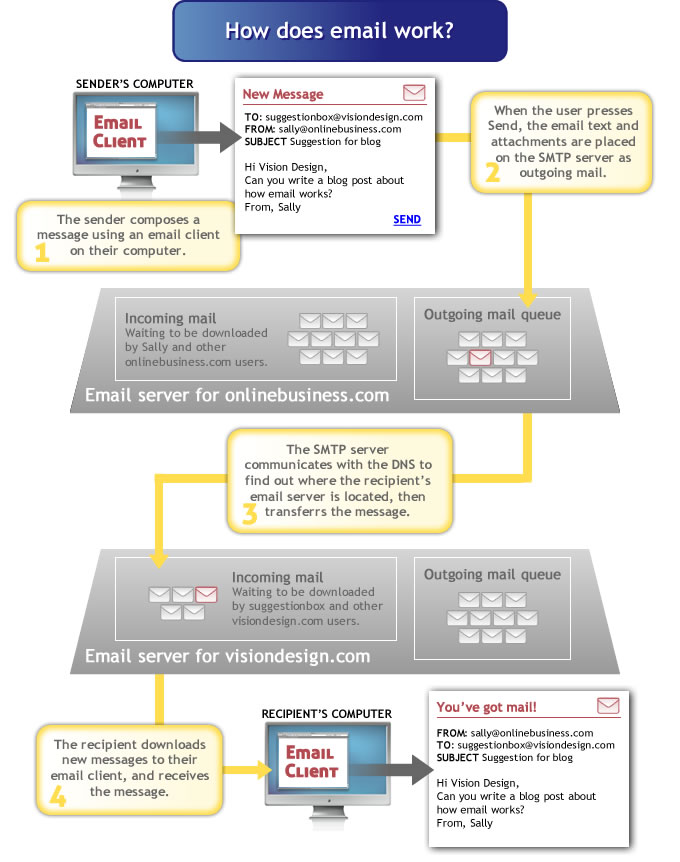 How does email work?
SENDER'S COMPUTER
Email
Client
New Message
TO: suggestionbox@visiondesign.com
FROM: sally@onlinebusiness.com
SUBJECT Suggestion for blog
Hi Vision Design,
Can you write a blog post about
how email works?
From, Sally
SEND
The sender composes a
message using an email client
on their computer.
1
When the user presses
Send, the email text and
attachments are placed
on the SMTP server as
outgoing mail.
2
Incoming mail
Waiting to be downloaded
by Sally and other
onlinebusiness.com users.
Outgoing mail queue
Email server for onlinebusiness.com
The SMTP server
communicates with the DNS to
find out where the recipient's
email server is located, then
transferrs the message.
3
Incoming mail
Waiting to be downloaded
by suggestionbox and other
visiondesign.com users.
Outgoing mail queue
Email server for visiondesign.com
The recipient downloads
new messages to their
email client, and receives
the message.
4
RECIPIENT'S COMPUTER
Email
Client
You've got mail!
FROM: sally@onlinebusiness.com
TO: suggestionbox@visiondesign.com
SUBJECT Suggestion for blog
Hi Vision Design,
Can you write a blog post about
how email works?
From, Sally